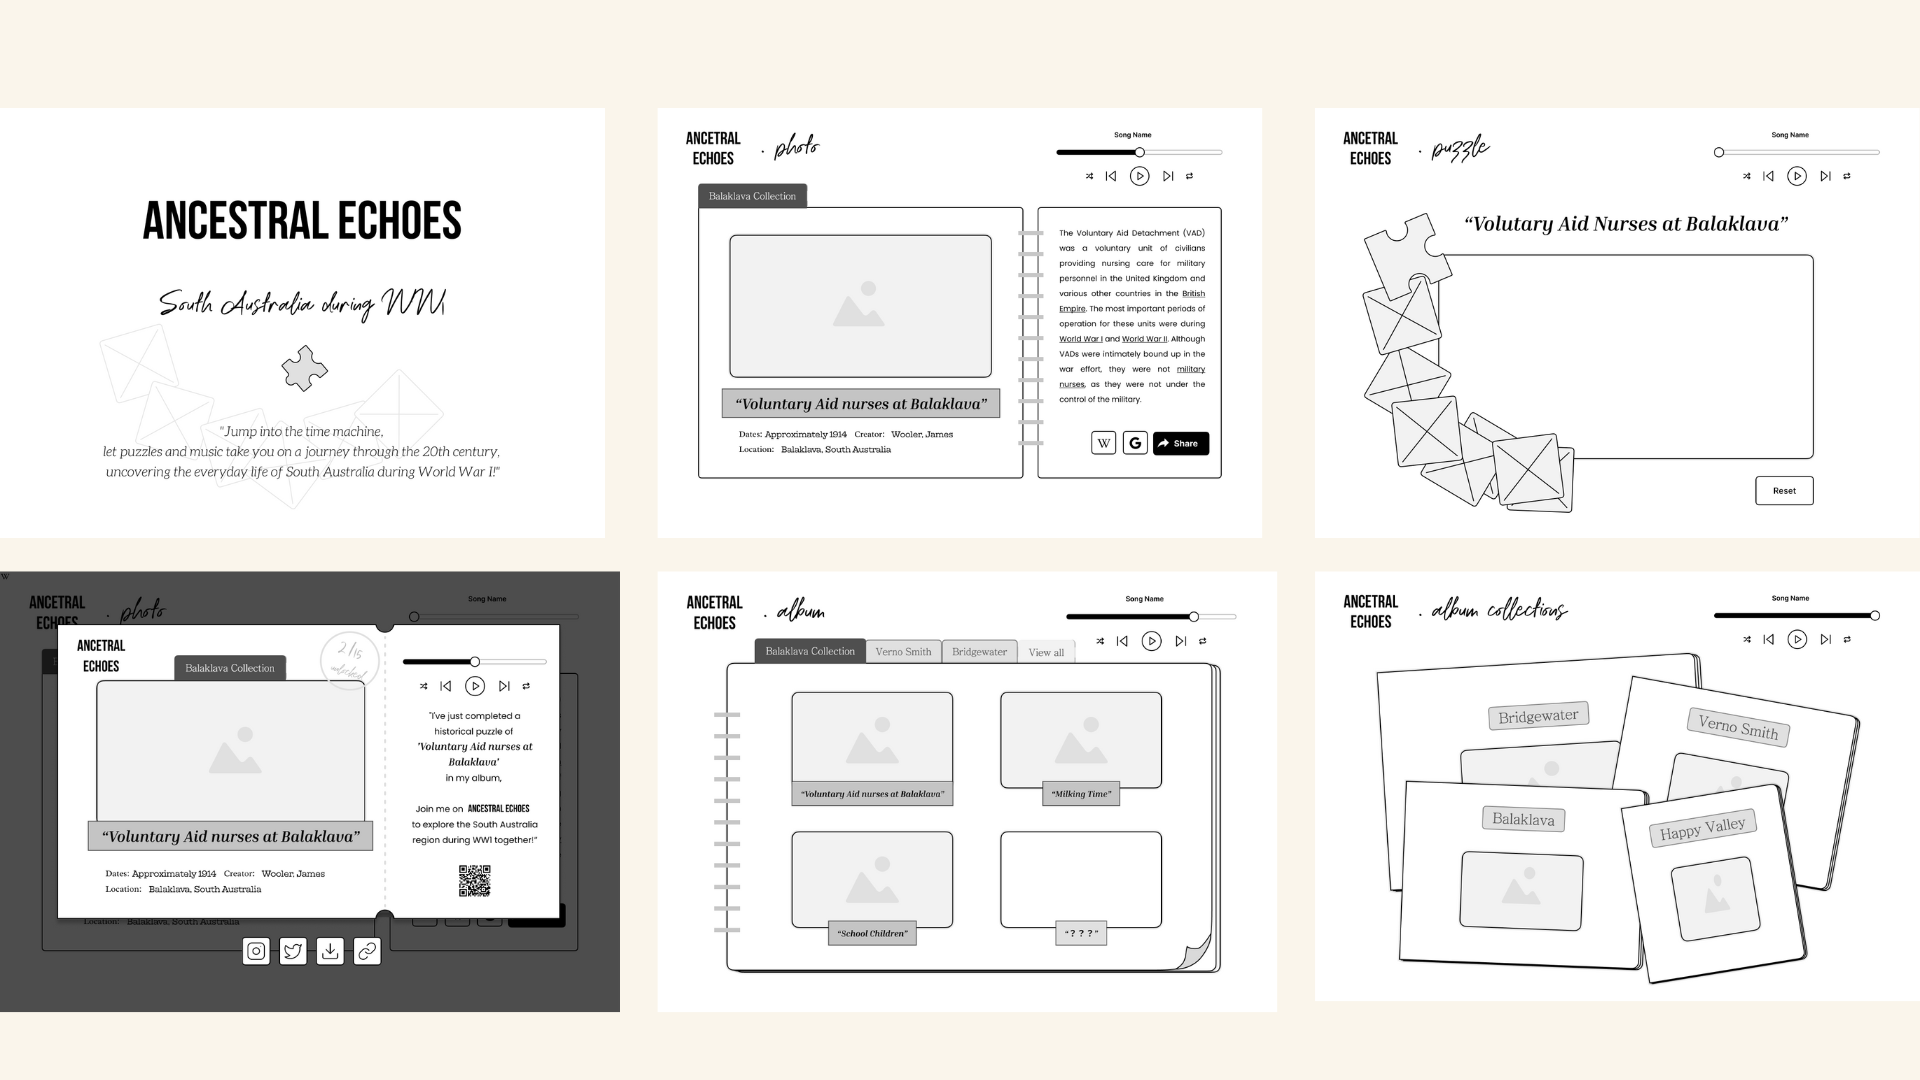 ANCESTRAL ECHOES
South Australia during WWI
"Jump into the time machine,
let puzzles and music take you on a journey through the 20th century,
uncovering the everyday life of South Australia during World War I!"
ANCETRAL
ECHOES
. photo
Song Name
Balaklava Collection
“Voluntary Aid nurses at Balaklava”
Dates: Approximately 1914 Creator: Wooler, James
Location: Balaklava, South Australia
The Voluntary Aid Detachment (VAD)
was a voluntary unit of civilians
providing nursing care for military
personnel in the United Kingdom and
various other countries in the British
Empire. The most important periods of
operation for these units were during
World War I and World War II. Although
VADs were intimately bound up in the
war effort, they were not military
nurses, as they were not under the
control of the military.
W G Share
ANCETRAL
ECHOES
. puzzle
Song Name
“Volutary Aid Nurses at Balaklava”
Reset
W
ANCETRAL
ECHOES
. photo
Song Name
ANCETRAL
ECHOES
Balaklava Collection
2/15
“Voluntary Aid nurses at Balaklava”
Dates: Approximately 1914 Creator: Wooler, James
Location: Balaklava, South Australia
"I've just completed a
historical puzzle of
'Voluntary Aid nurses at
Balaklava'
in my album,
Join me on ANCESTRAL ECHOES
to explore the South Australia
region during WW1 together!"
Location: Balaklava, South Australia
ANCETRAL
ECHOES
. album
Song Name
Balaklava Collection
Verno Smith
Bridgewater
View all
“Voluntary Aid nurses at Balaklava”
“Milking Time”
“School Children”
“? ? ?”
ANCETRAL
ECHOES
. album collections
Song Name
Bridgewater
Verno Smith
Balaklava
Happy Valley